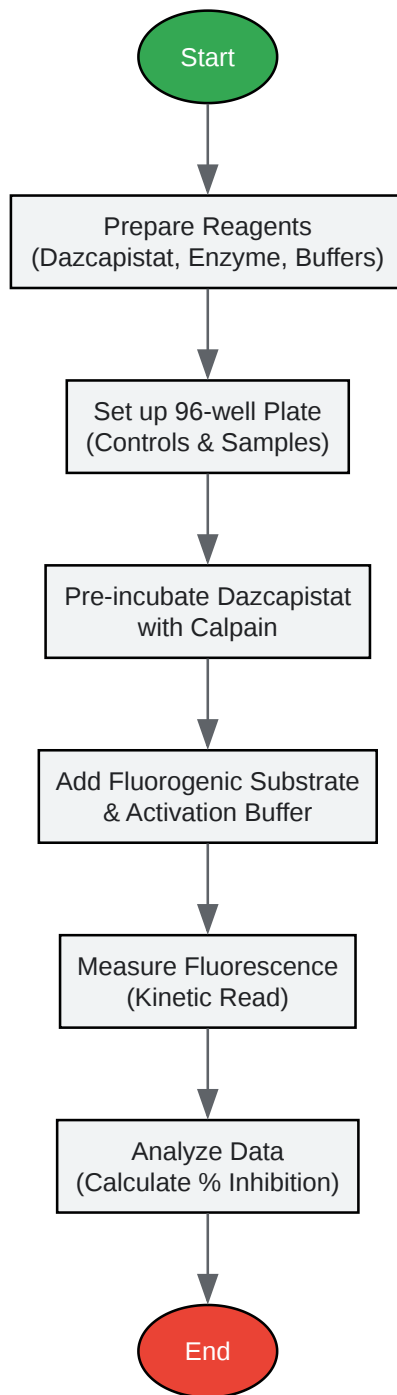 Start
Prepare Reagents
(Dazcapistat, Enzyme, Buffers)
Set up 96-well Plate
(Controls & Samples)
Pre-incubate Dazcapistat
with Calpain
Add Fluorogenic Substrate
& Activation Buffer
Measure Fluorescence
(Kinetic Read)
Analyze Data
(Calculate % Inhibition)
End